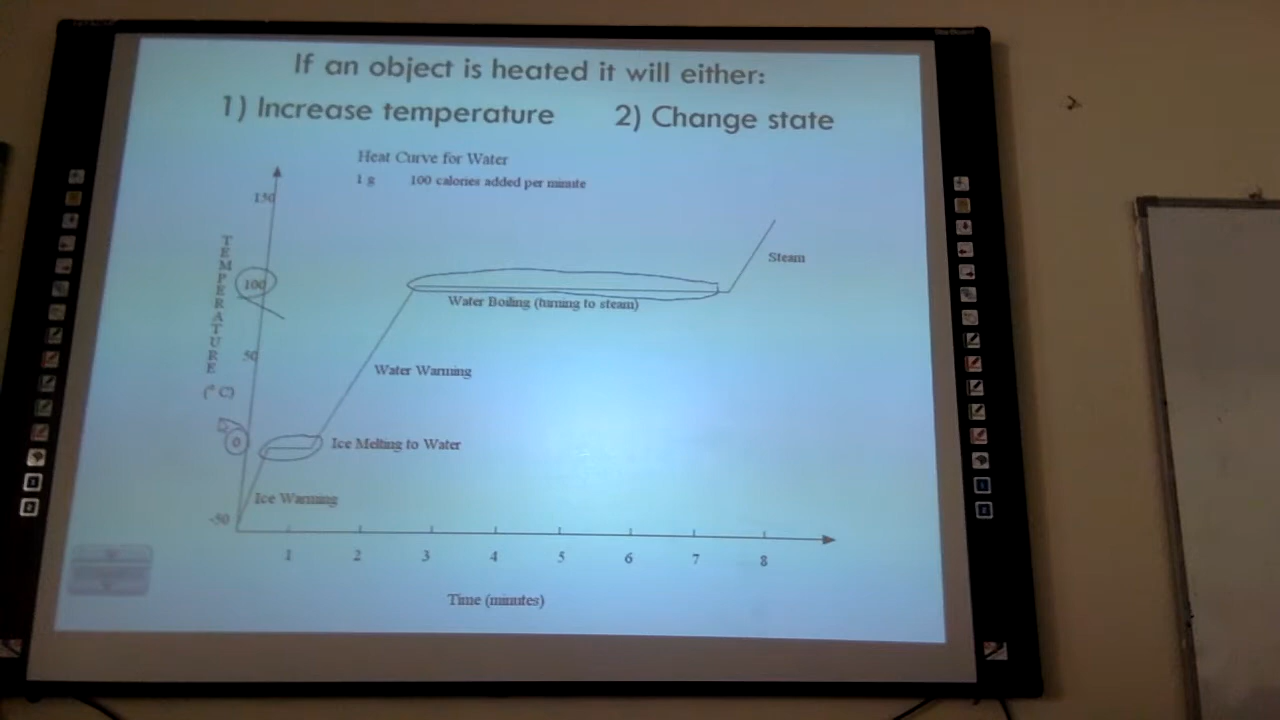 StarBoard
If an object is heated it will either:
1) Increase temperature 2) Change state
Heat Curve for Water
1 g 100 calories added per minute
150
TEMPERATURE
100
Steam
Water Boiling (turning to steam)
50
Water Warming
(° C)
0
Ice Melting to Water
Ice Warming
-50
1 2 3 4 5 6 7 8
Time (minutes)